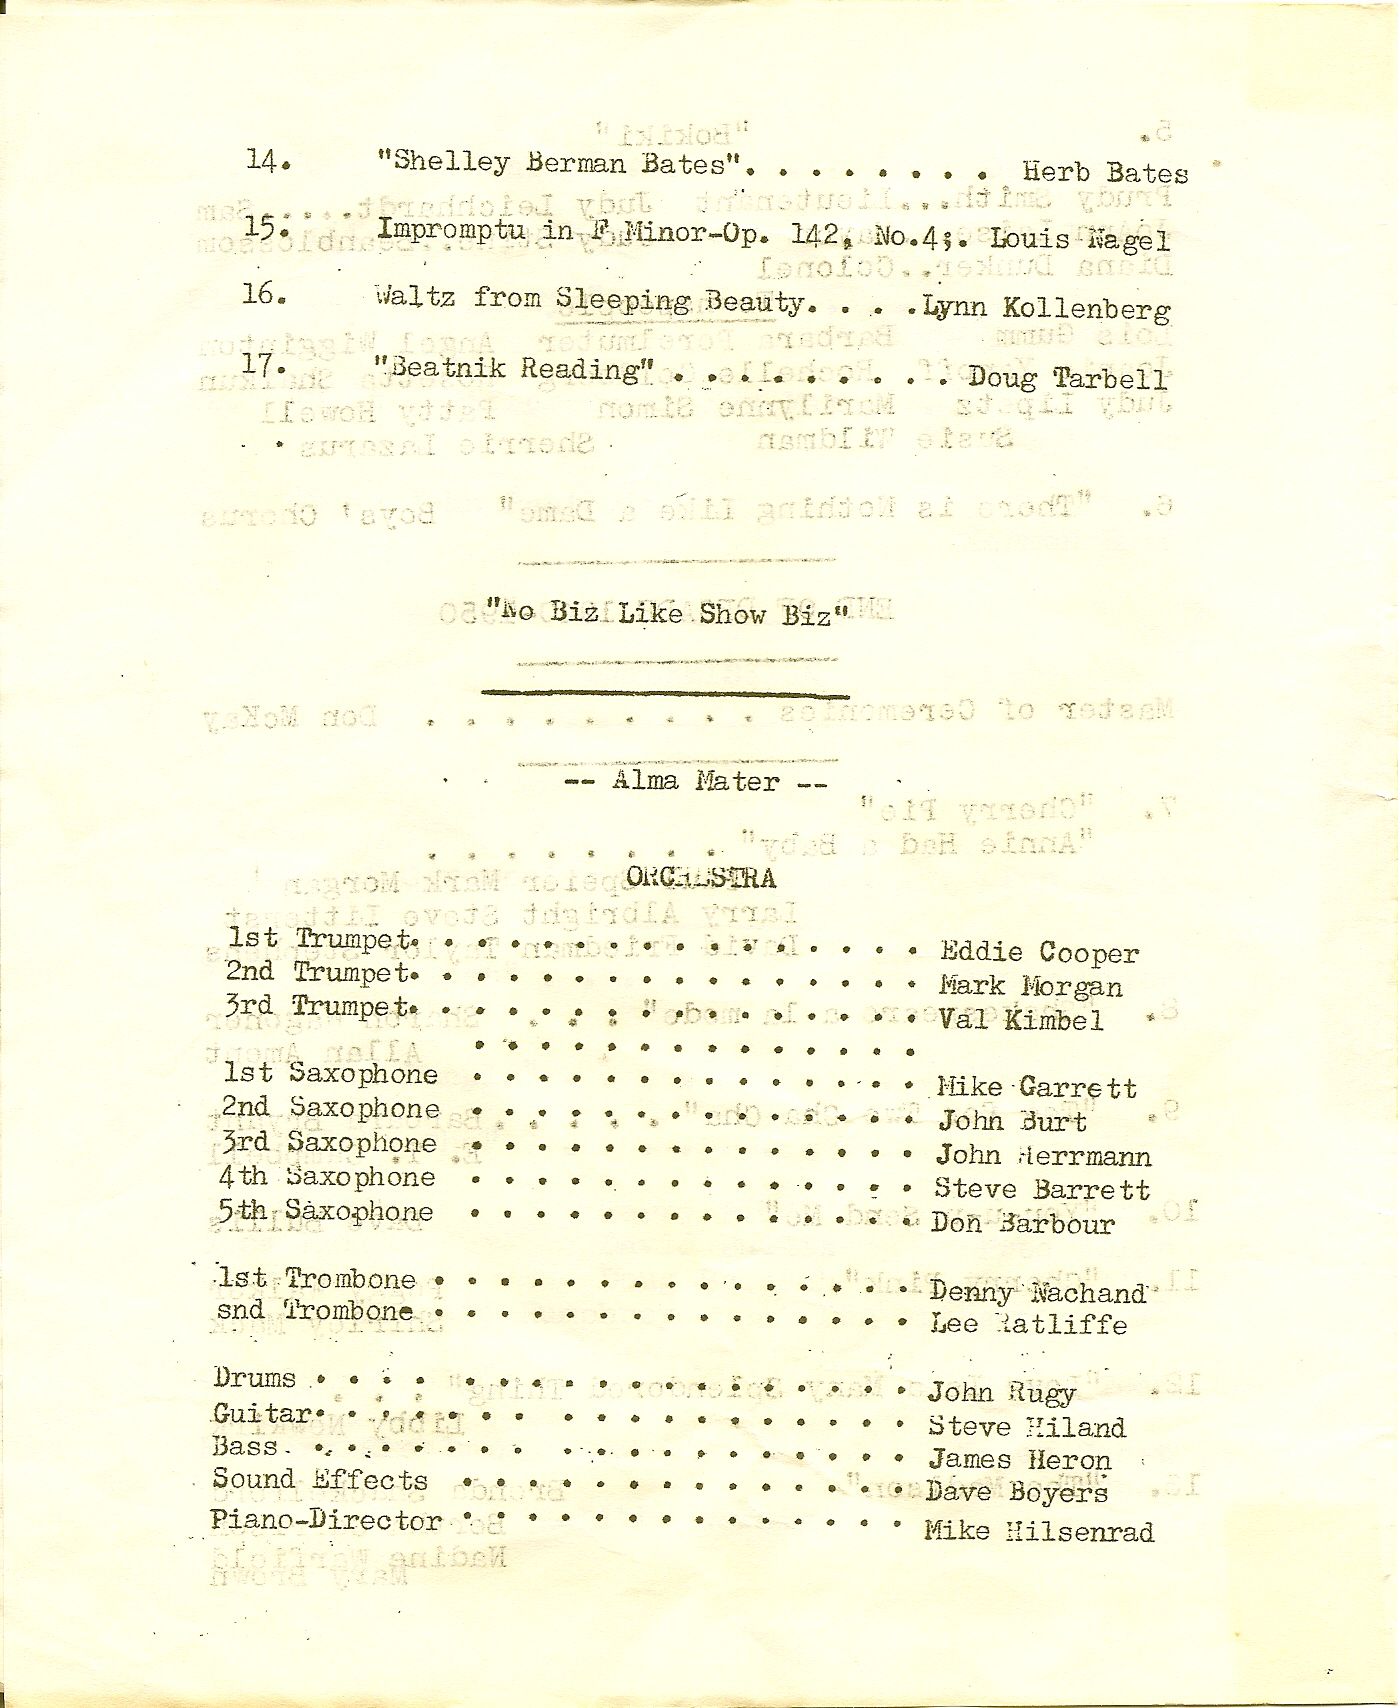 14. "Shelley Berman Bates". . . . . . . . Herb Bates
15. Impromptu in F Minor-Op. 142, No.4;. Louis Nagel
16. Waltz from Sleeping Beauty. . . . Lynn Kollenberg
17. "Beatnik Reading" . . . . . . . . . Doug Tarbell
"No Biz Like Show Biz"
-- Alma Mater --
ORCHESTRA
1st Trumpet. . . . . . . . . . . . . . . . Eddie Cooper
2nd Trumpet. . . . . . . . . . . . . . . . Mark Morgan
3rd Trumpet. . . . . . . . . . . . . . . . Val Kimbel
. . . . . . . . . . . . . .
1st Saxophone . . . . . . . . . . . . . . Mike Garrett
2nd Saxophone . . . . . . . . . . . . . . John Burt
3rd Saxophone . . . . . . . . . . . . . . John Herrmann
4th Saxophone . . . . . . . . . . . . . . Steve Barrett
5th Saxophone . . . . . . . . . . . . . . Don Barbour
1st Trombone . . . . . . . . . . . . . . . Denny Nachand
snd Trombone . . . . . . . . . . . . . . . Lee Ratliffe
Drums . . . . . . . . . . . . . . . . . . John Rugy
Guitar. . . . . . . . . . . . . . . . . . Steve Hiland
Bass. . . . . . . . . . . . . . . . . . . James Heron
Sound Effects . . . . . . . . . . . . . . Dave Boyers
Piano-Director . . . . . . . . . . . . . . Mike Hilsenrad